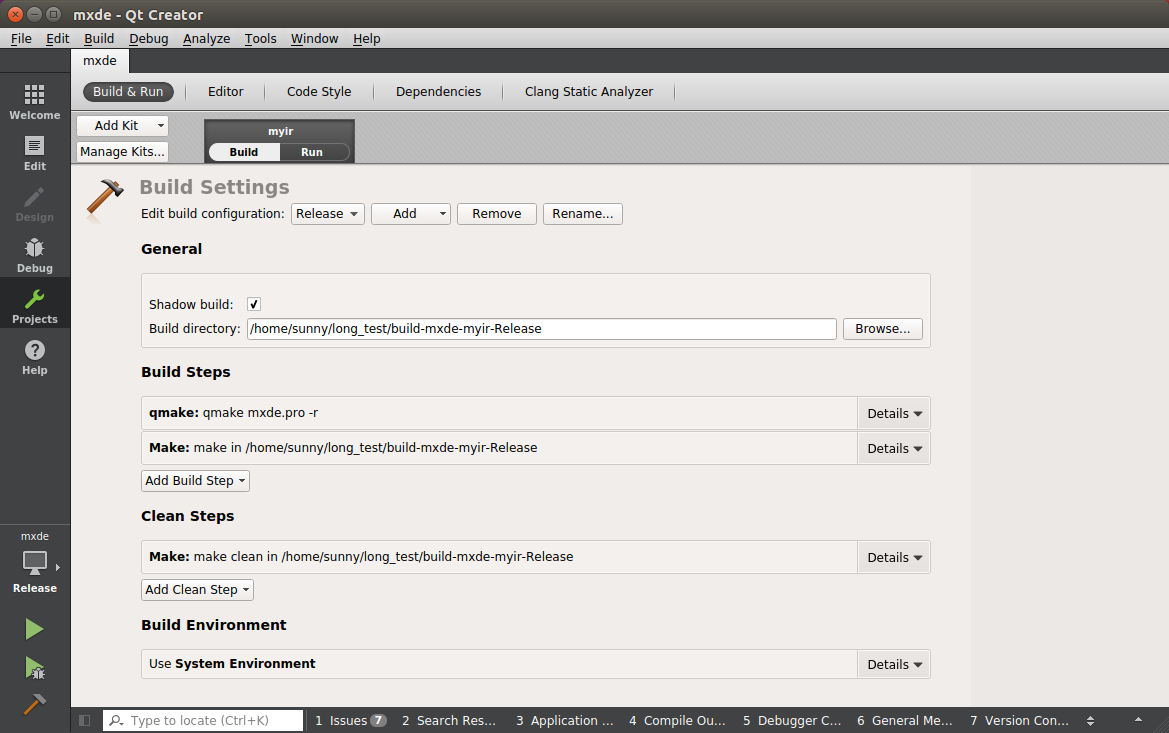 mxde - Qt Creator
File Edit Build Debug Analyze Tools Window Help
mxde
Build & Run Editor Code Style Dependencies Clang Static Analyzer
Add Kit
Manage Kits...
myir
Build Run
Welcome
Edit
Design
Debug
Projects
Help
Build Settings
Edit build configuration: Release Add Remove Rename...
General
Shadow build:
Build directory: /home/sunny/long_test/build-mxde-myir-Release Browse...
Build Steps
qmake: qmake mxde.pro -r Details
Make: make in /home/sunny/long_test/build-mxde-myir-Release Details
Add Build Step
Clean Steps
Make: make clean in /home/sunny/long_test/build-mxde-myir-Release Details
Add Clean Step
Build Environment
Use System Environment Details
mxde
Release
Type to locate (Ctrl+K) 1 Issues 7 2 Search Res... 3 Application ... 4 Compile Ou... 5 Debugger C... 6 General Me... 7 Version Con...